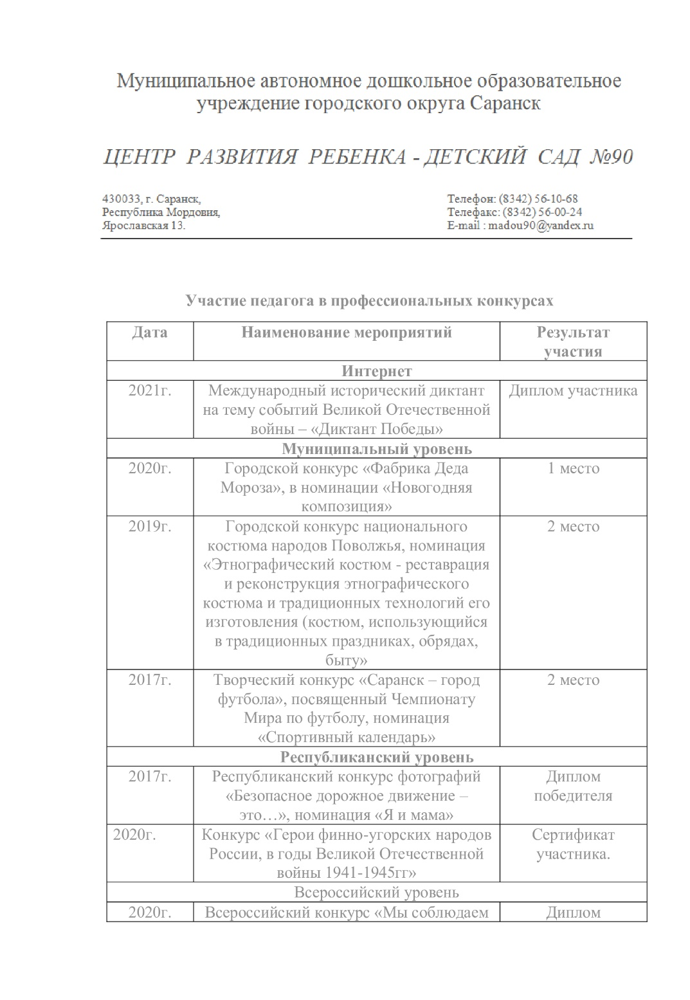 Муниципальное автономное дошкольное образовательное
учреждение городского округа Саранск
ЦЕНТР РАЗВИТИЯ РЕБЕНКА - ДЕТСКИЙ САД №90
430033, г. Саранск,
Республика Мордовия,
Ярославская 13.
Телефон: (8342) 56-10-68
Телефакс: (8342) 56-00-24
E-mail : madou90@yandex.ru
Участие педагога в профессиональных конкурсах
Дата
Наименование мероприятий
Результат
участия
Интернет
2021г.
Международный исторический диктант
на тему событий Великой Отечественной
войны – «Диктант Победы»
Диплом участника
Муниципальный уровень
2020г.
Городской конкурс «Фабрика Деда
Мороза», в номинации «Новогодняя
композиция»
1 место
2019г.
Городской конкурс национального
костюма народов Поволжья, номинация
«Этнографический костюм - реставрация
и реконструкция этнографического
костюма и традиционных технологий его
изготовления (костюм, использующийся
в традиционных праздниках, обрядах,
быту»
2 место
2017г.
Творческий конкурс «Саранск – город
футбола», посвященный Чемпионату
Мира по футболу, номинация
«Спортивный календарь»
2 место
Республиканский уровень
2017г.
Республиканский конкурс фотографий
«Безопасное дорожное движение –
это…», номинация «Я и мама»
Диплом
победителя
2020г.
Конкурс «Герои финно-угорских народов
России, в годы Великой Отечественной
войны 1941-1945гг»
Сертификат
участника.
Всероссийский уровень
2020г.
Всероссийский конкурс «Мы соблюдаем
Диплом